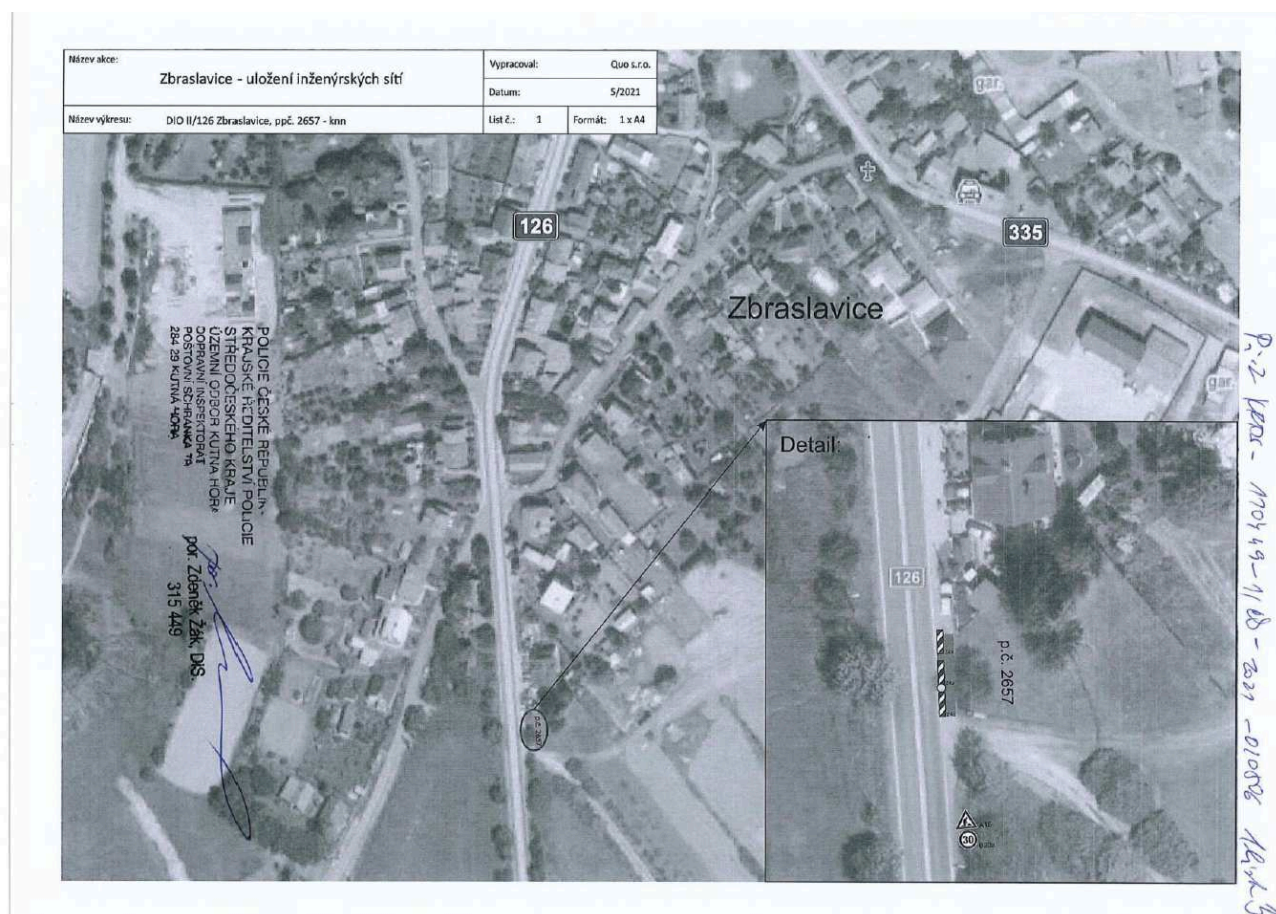 Název akce:
Zbraslavice - uložení inženýrských sítí
Vypracoval: Quo s.r.o.
Datum: 5/2021
Název výkresu: DIO II/126 Zbraslavice, ppč. 2657 - knn
List č.: 1 Formát: 1 x A4
gar.
126
335
Zbraslavice
gar.
Detail:
126
p.č. 2657
30
p.č. 2657
POLICIE ČESKÉ
KRAJSKÉ ŘEDITELSTVÍ POLICIE
STŘEDOČESKÉHO KRAJE
ÚZEMNÍ ODBOR KUTNÁ HORA
DOPRAVNÍ INSPEKTORÁT
POŠTOVNÍ SCHRÁNKA
284 29 KUTNÁ HORA
por. Zdeněk Žák, DiS.
315 449